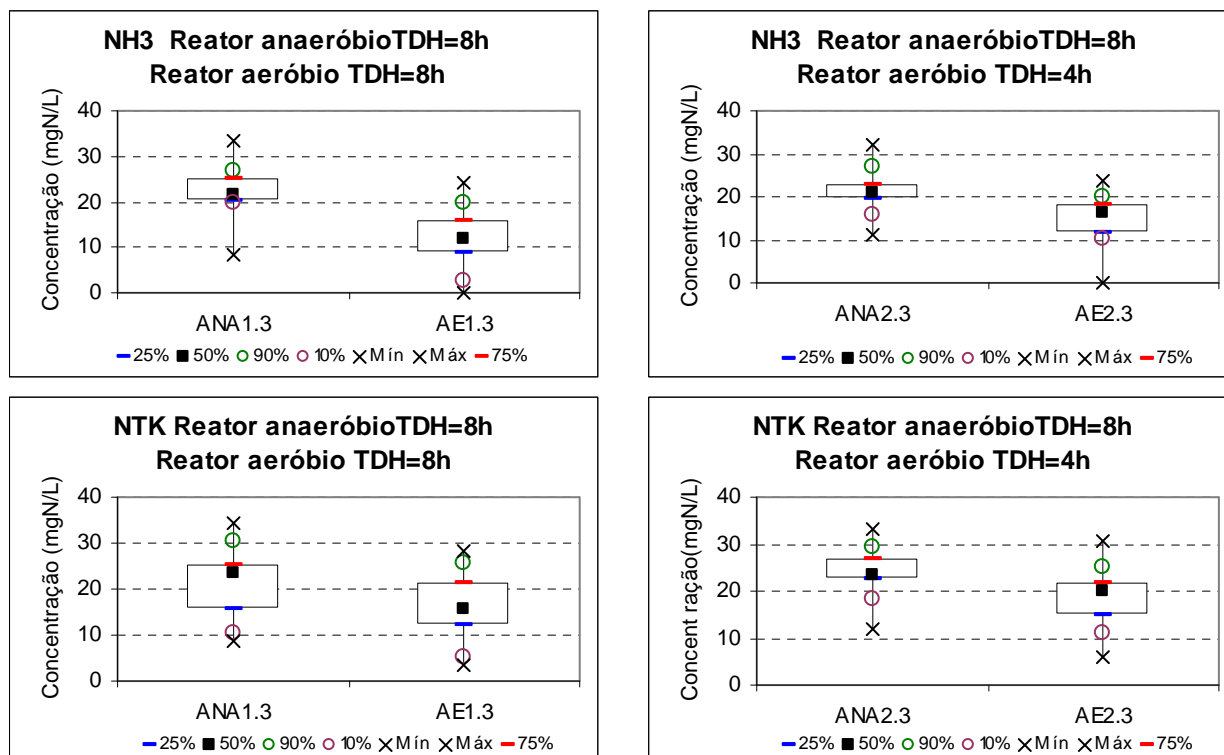 NH3 Reator anaeróbioTDH=8h
Reator aeróbio TDH=8h
Concentração (mgN/L)
40
30
20
10
0
ANA1.3 AE1.3
25% 50% 90% 10% Mín Máx 75%
NH3 Reator anaeróbioTDH=8h
Reator aeróbio TDH=4h
Concentração (mgN/L)
40
30
20
10
0
ANA2.3 AE2.3
25% 50% 90% 10% Mín Máx 75%
NTK Reator anaeróbioTDH=8h
Reator aeróbio TDH=8h
Concentração (mgN/L)
40
30
20
10
0
ANA1.3 AE1.3
25% 50% 90% 10% Mín Máx 75%
NTK Reator anaeróbioTDH=8h
Reator aeróbio TDH=4h
Concent ração(mgN/L)
40
30
20
10
0
ANA2.3 AE2.3
25% 50% 90% 10% Mín Máx 75%